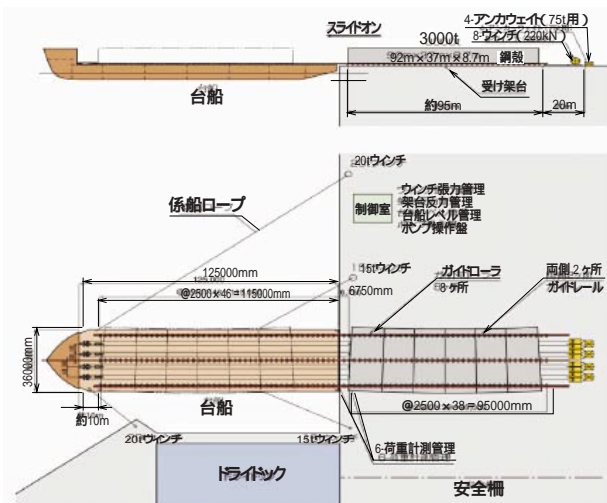 スライドオン
4-アンカウェイト(75t用)
8-ウィンチ(220kN)
3000t
92m×37m×8.7m 鋼殻
台船
受け架台
約95m
20m
20tウィンチ
係船ロープ
制御室
ウィンチ張力管理
架台反力管理
台船レベル管理
ポンプ操作盤
125000mm
15tウィンチ
ガイドローラ
8ヶ所
両側,2ヶ所
ガイドレール
@2500×46=115000mm
6750mm
36000mm
台船
約10m
@2500×38=95000mm
20tウィンチ
15tウィンチ
6-荷重計測管理
ドライドック
安全柵